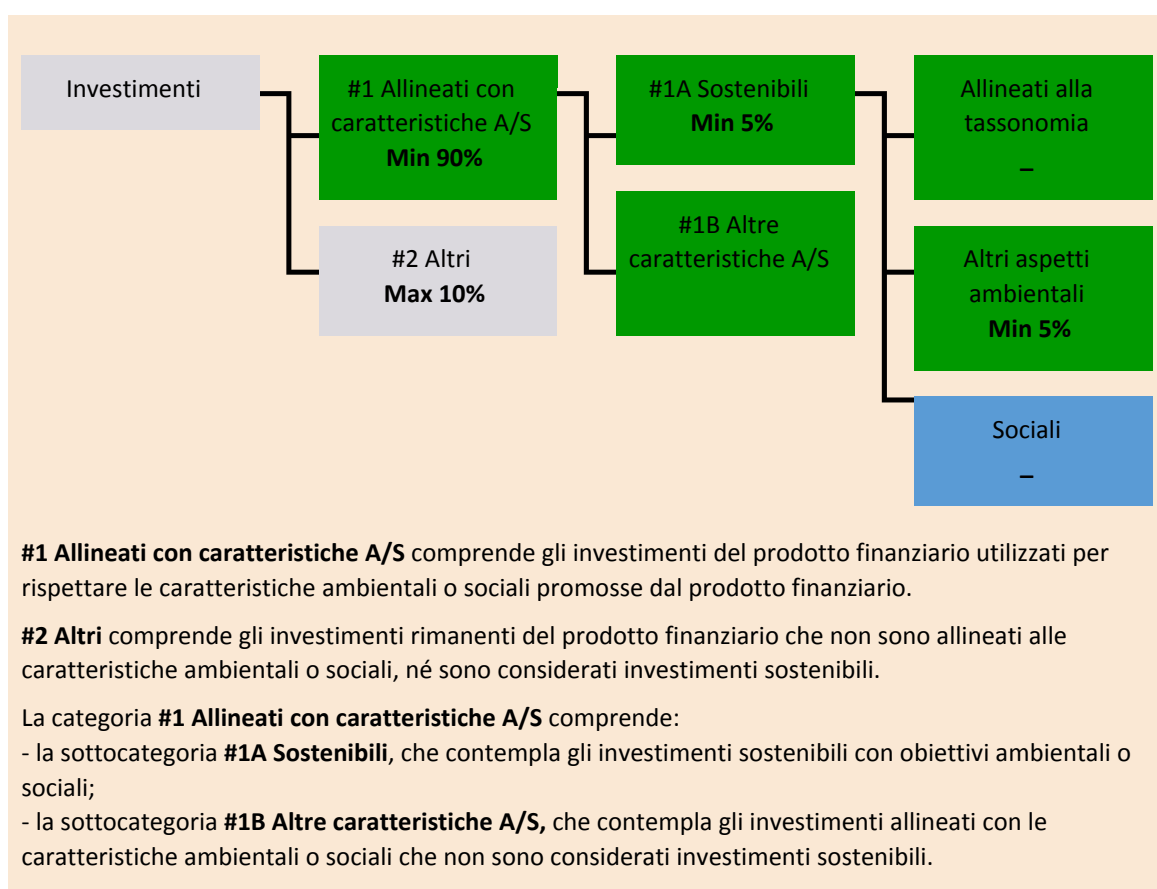 Investimenti
#1 Allineati con
caratteristiche A/S
Min 90%
#2 Altri
Max 10%
#1A Sostenibili
Min 5%
#1B Altre
caratteristiche A/S
Allineati alla
tassonomia
–
Altri aspetti
ambientali
Min 5%
Sociali
–
#1 Allineati con caratteristiche A/S comprende gli investimenti del prodotto finanziario utilizzati per
rispettare le caratteristiche ambientali o sociali promosse dal prodotto finanziario.
#2 Altri comprende gli investimenti rimanenti del prodotto finanziario che non sono allineati alle
caratteristiche ambientali o sociali, né sono considerati investimenti sostenibili.
La categoria #1 Allineati con caratteristiche A/S comprende:
- la sottocategoria #1A Sostenibili, che contempla gli investimenti sostenibili con obiettivi ambientali o
sociali;
- la sottocategoria #1B Altre caratteristiche A/S, che contempla gli investimenti allineati con le
caratteristiche ambientali o sociali che non sono considerati investimenti sostenibili.